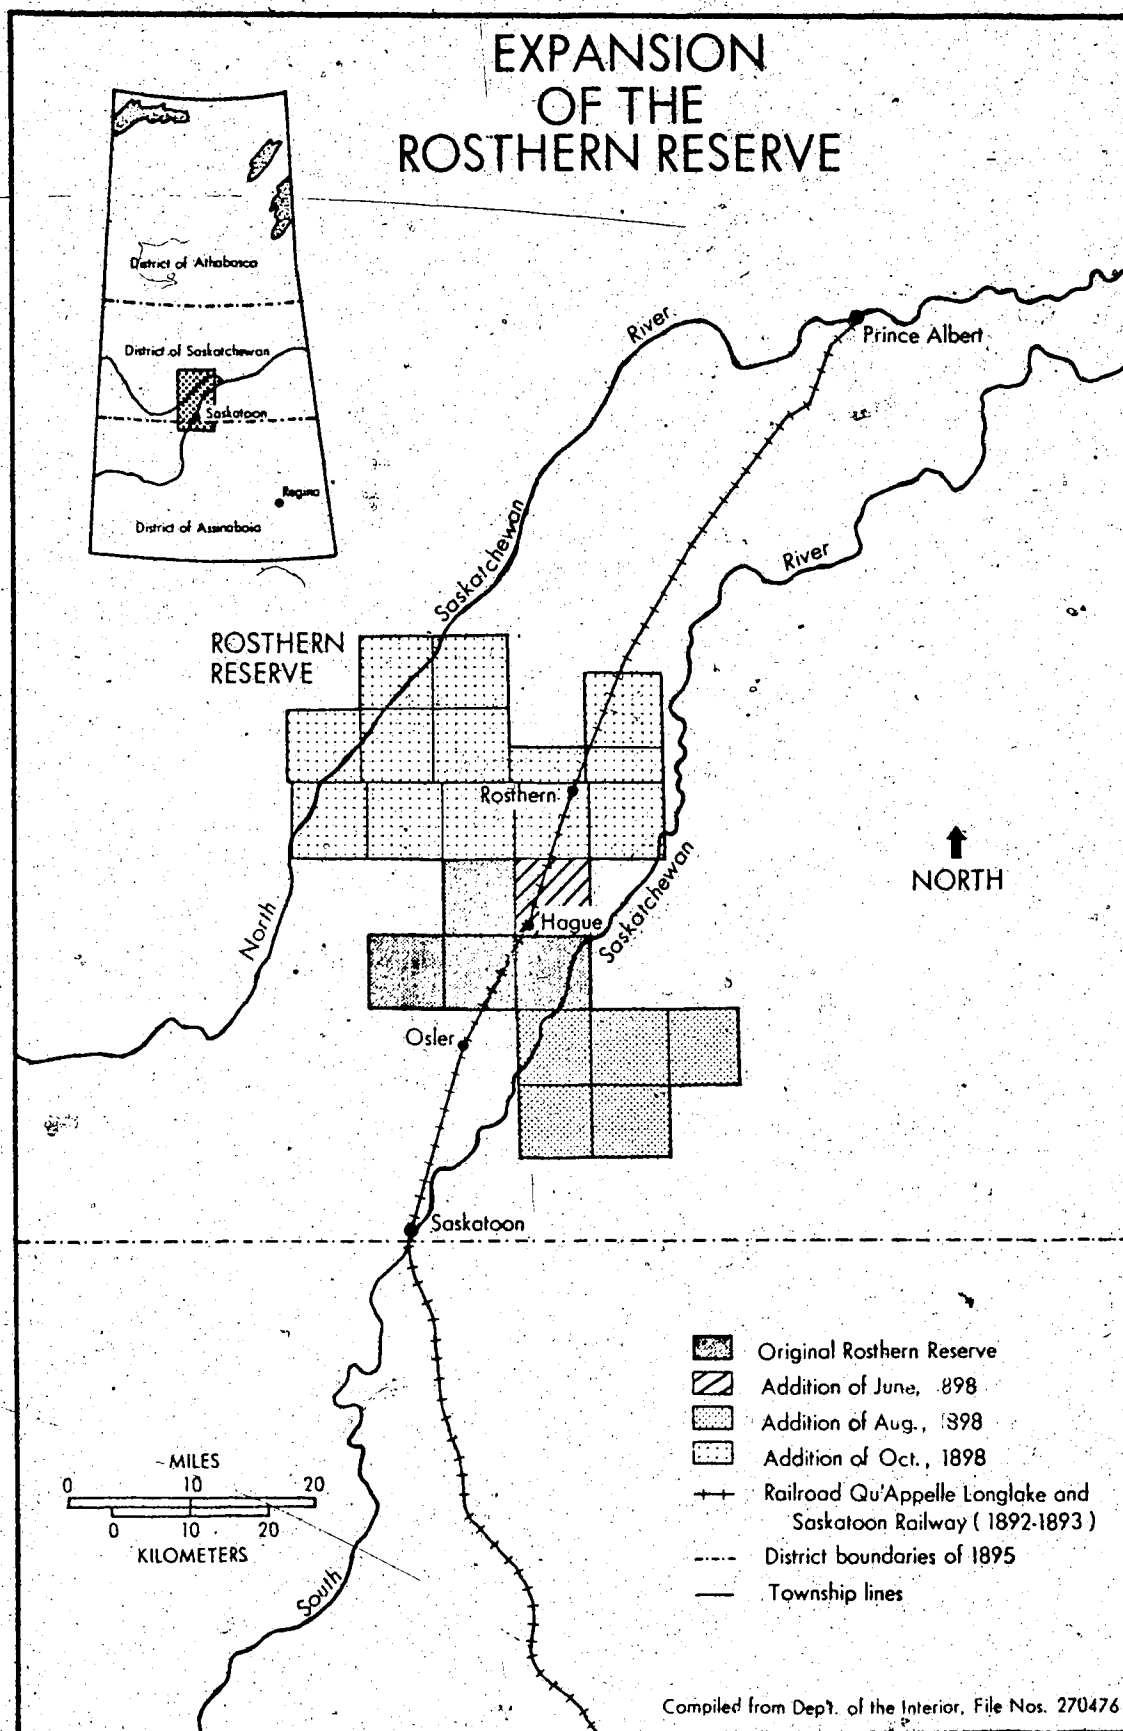 EXPANSION
OF THE
ROSTHERN RESERVE
District of Athabasca
District of Saskatchewan
Saskatoon
Regina
District of Assinaboia
River
Prince Albert
Saskatchewan
River
ROSTHERN
RESERVE
Rosthern
Hague
Saskatchewan
North
NORTH
Osler
Saskatoon
Original Rosthern Reserve
Addition of June, 898
Addition of Aug., 1898
Addition of Oct., 1898
Railroad Qu'Appelle Longlake and
Saskatoon Railway ( 1892-1893 )
District boundaries of 1895
Township lines
MILES
0 10 20
0 10 20
KILOMETERS
South
Compiled from Dep't. of the Interior, File Nos. 270476